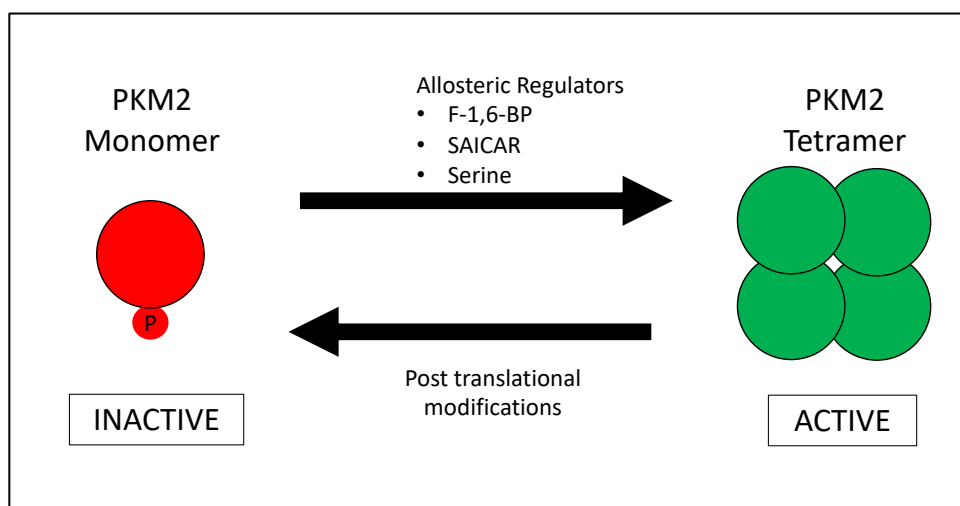 PKM2
Monomer
P
INACTIVE
Allosteric Regulators
• F-1,6-BP
• SAICAR
• Serine
Post translational
modifications
PKM2
Tetramer
ACTIVE